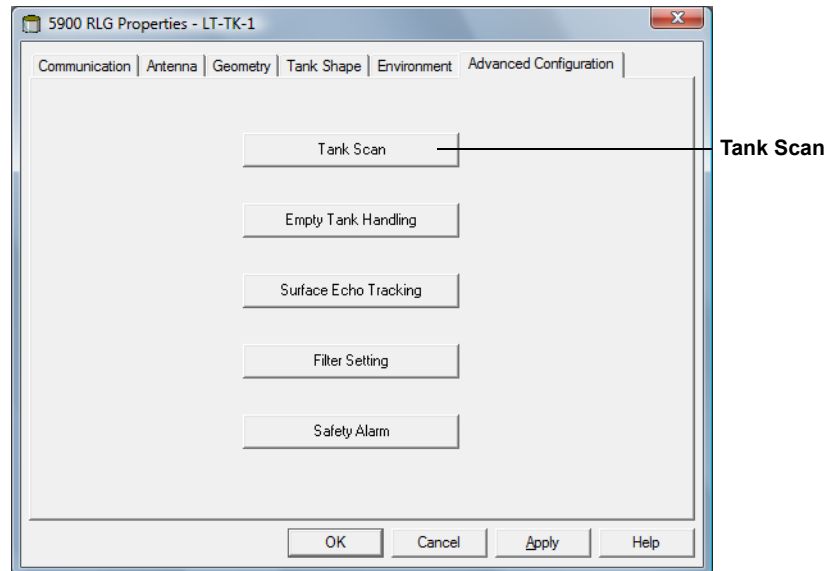 5900 RLG Properties - LT-TK-1
Communication Antenna Geometry Tank Shape Environment Advanced Configuration
Tank Scan
Tank Scan
Empty Tank Handling
Surface Echo Tracking
Filter Setting
Safety Alarm
OK Cancel Apply Help